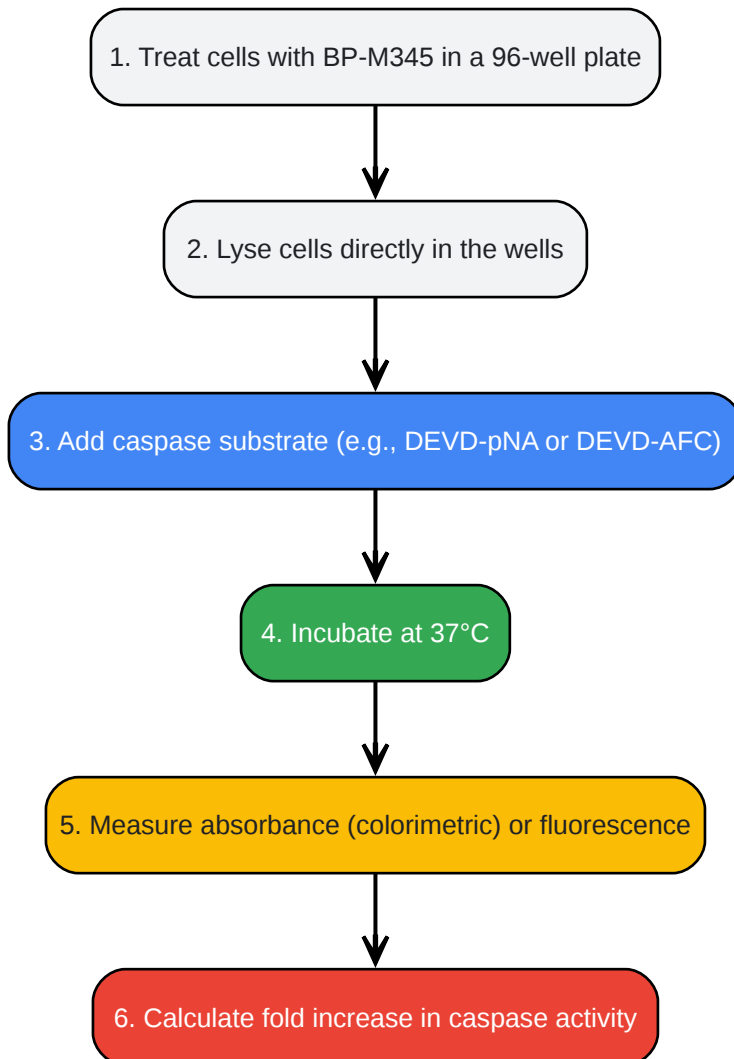 1. Treat cells with BP-M345 in a 96-well plate
2. Lyse cells directly in the wells
3. Add caspase substrate (e.g., DEVD-pNA or DEVD-AFC)
4. Incubate at 37°C
5. Measure absorbance (colorimetric) or fluorescence
6. Calculate fold increase in caspase activity